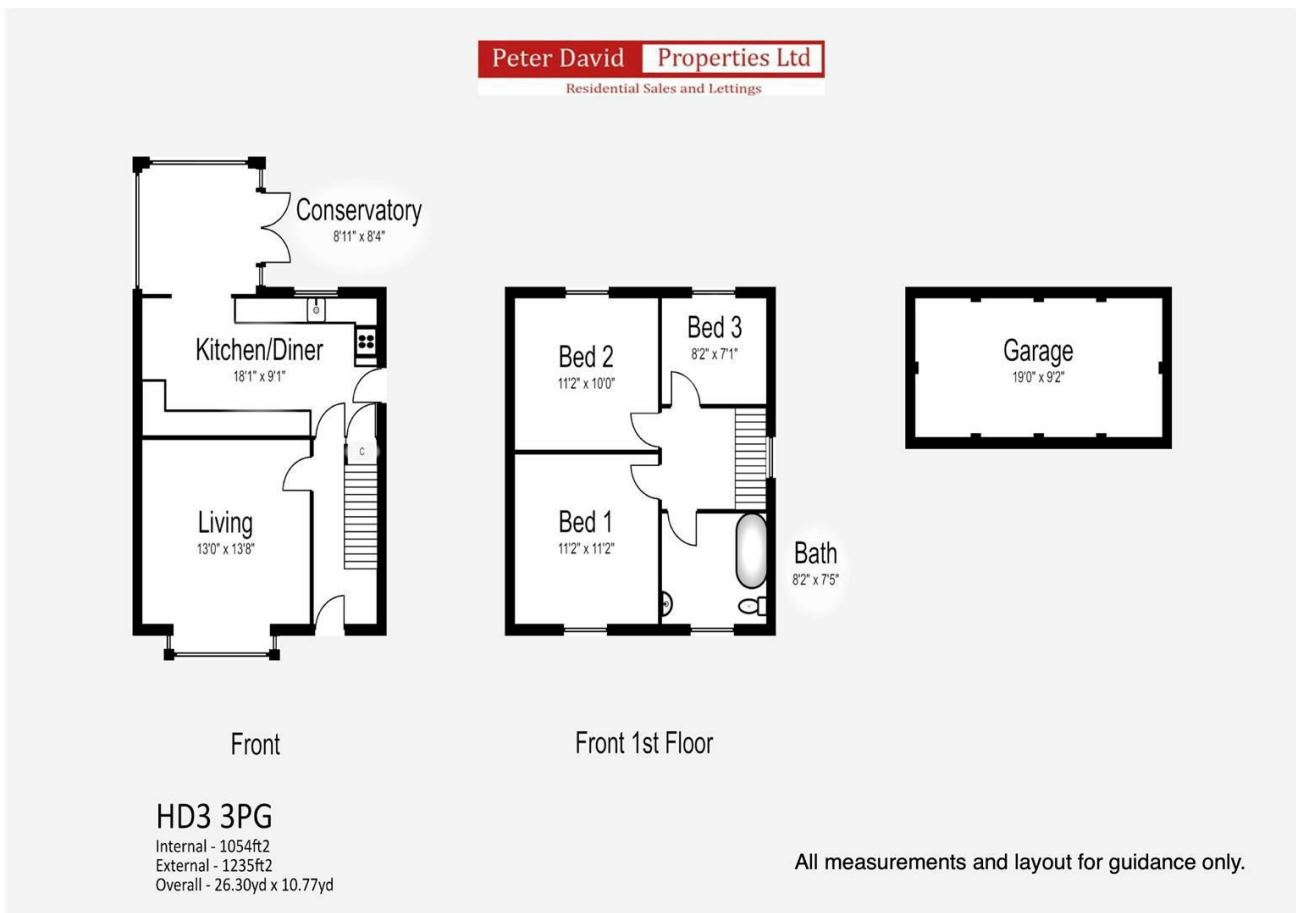 Peter David Properties Ltd
Residential Sales and Lettings
Conservatory
8'11" x 8'4"
Kitchen/Diner
18'1" x 9'1"
C
Living
13'0" x 13'8"
Bed 2
11'2" x 10'0"
Bed 3
8'2" x 7'1"
Bed 1
11'2" x 11'2"
Bath
8'2" x 7'5"
Garage
19'0" x 9'2"
Front
Front 1st Floor
HD3 3PG
Internal - 1054ft2
External - 1235ft2
Overall - 26.30yd x 10.77yd
All measurements and layout for guidance only.